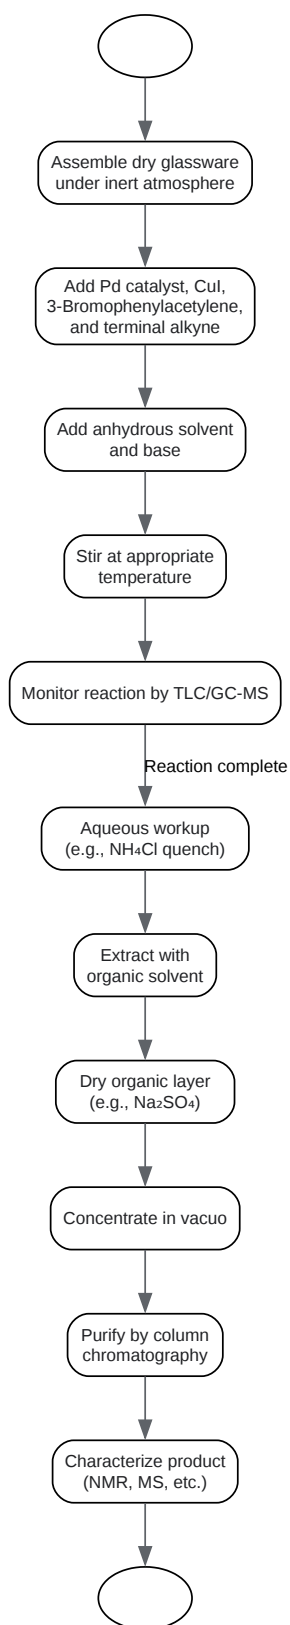 Assemble dry glassware
under inert atmosphere
Add Pd catalyst, CuI,
3-Bromophenylacetylene,
and terminal alkyne
Add anhydrous solvent
and base
Stir at appropriate
temperature
Monitor reaction by TLC/GC-MS
Reaction complete
Aqueous workup
(e.g., NH₄Cl quench)
Extract with
organic solvent
Dry organic layer
(e.g., Na₂SO₄)
Concentrate in vacuo
Purify by column
chromatography
Characterize product
(NMR, MS, etc.)